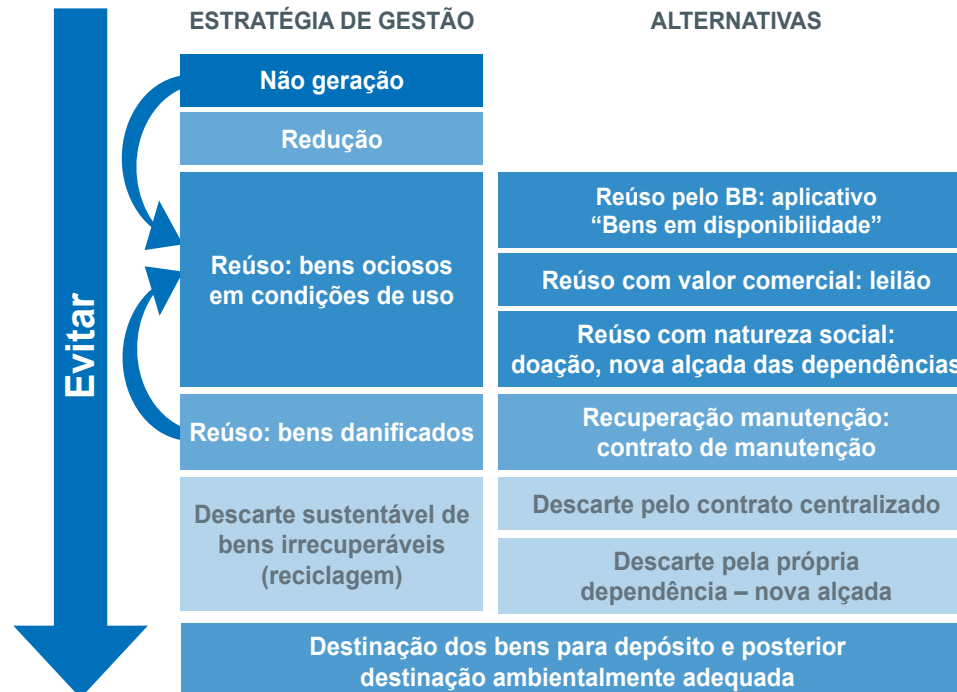 ESTRATÉGIA DE GESTÃO
ALTERNATIVAS
Evitar
Não geração
Redução
Reúso: bens ociosos
em condições de uso
Reúso pelo BB: aplicativo
“Bens em disponibilidade”
Reúso com valor comercial: leilão
Reúso com natureza social:
doação, nova alçada das dependências
Reúso: bens danificados
Recuperação manutenção:
contrato de manutenção
Descarte sustentável de
bens irrecuperáveis
(reciclagem)
Descarte pelo contrato centralizado
Descarte pela própria
dependência – nova alçada
Destinação dos bens para depósito e posterior
destinação ambientalmente adequada